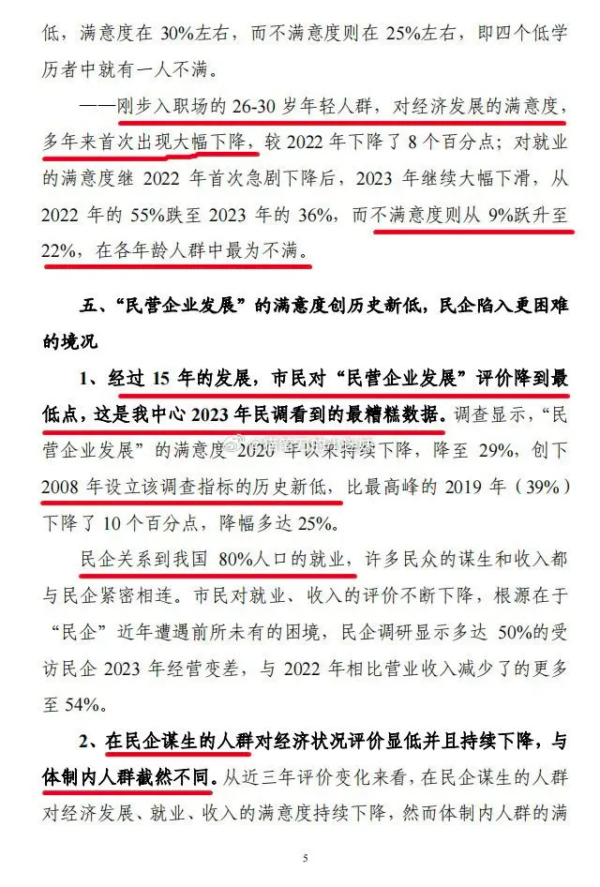 低，满意度在 30%左右，而不满意度则在 25%左右，即四个低学
历者中就有一人不满。
——刚步入职场的 26-30 岁年轻人群，对经济发展的满意度，
多年来首次出现大幅下降，较 2022 年下降了 8 个百分点；对就业
的满意度继 2022 年首次急剧下降后，2023 年继续大幅下滑，从
2022 年的 55%跌至 2023 年的 36%，而不满意度则从 9%跃升至
22%，在各年龄人群中最为不满。
五、“民营企业发展”的满意度创历史新低，民企陷入更困难
的境况
1、经过 15 年的发展，市民对“民营企业发展”评价降到最
低点，这是我中心 2023 年民调看到的最糟糕数据。调查显示，“民
营企业发展”的满意度 2020 年以来持续下降，降至 29%，创下
2008 年设立该调查指标的历史新低，比最高峰的 2019 年（39%）
下降了 10 个百分点，降幅多达 25%。
民企关系到我国 80%人口的就业，许多民众的谋生和收入都
与民企紧密相连。市民对就业、收入的评价不断下降，根源在于
“民企”近年遭遇前所未有的困境，民企调研显示多达 50%的受
访民企 2023 年经营变差，与 2022 年相比营业收入减少了的更多
至 54%。
2、在民企谋生的人群对经济状况评价显低并且持续下降，与
体制内人群截然不同。从近三年评价变化来看，在民企谋生的人群
对经济发展、就业、收入的满意度持续下降，然而体制内人群的满
5